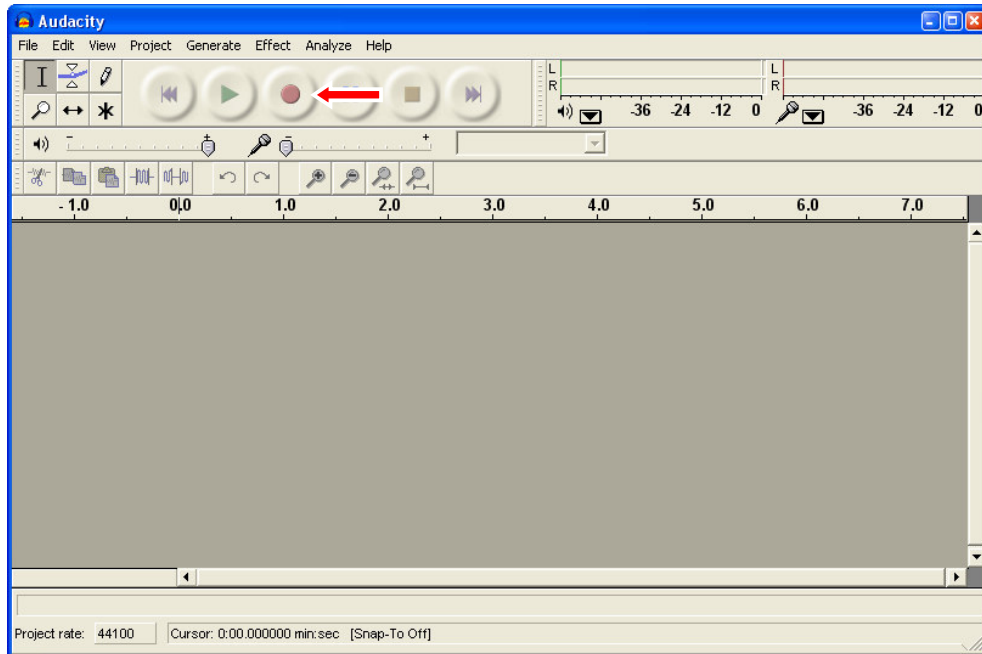 Audacity
File Edit View Project Generate Effect Analyze Help
L
R
-36 -24 -12 0
L
R
-36 -24 -12 0
- +
- +
- 1.0 0,0 1.0 2.0 3.0 4.0 5.0 6.0 7.0
Project rate: 44100 Cursor: 0:00.000000 min:sec [Snap-To Off]